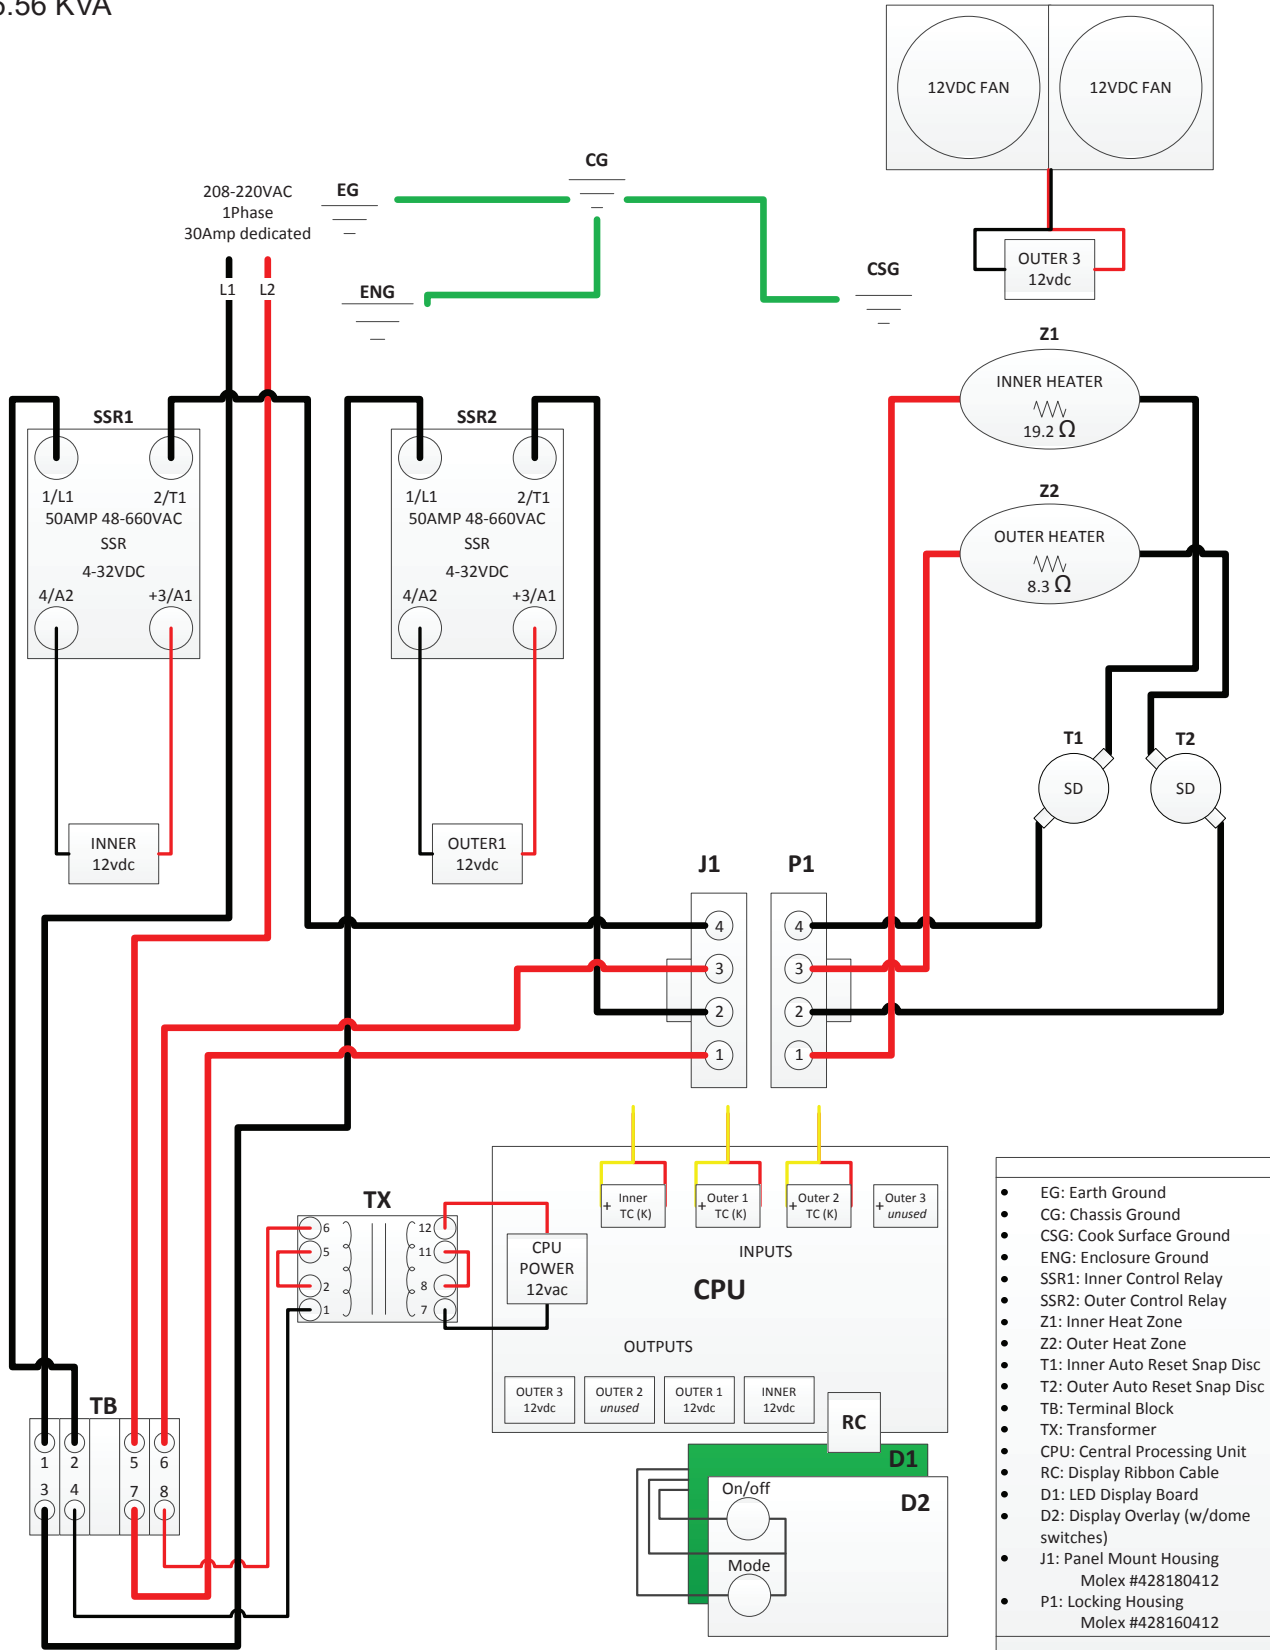 5.56 KVA
12VDC FAN
12VDC FAN
OUTER 3
12vdc
208-220VAC
1Phase
30Amp dedicated
L1
L2
EG
CG
ENG
CSG
Z1
INNER HEATER
19.2 Ω
Z2
OUTER HEATER
8.3 Ω
SSR1
1/L1
2/T1
50AMP 48-660VAC
SSR
4-32VDC
4/A2
+3/A1
INNER
12vdc
SSR2
1/L1
2/T1
50AMP 48-660VAC
SSR
4-32VDC
4/A2
+3/A1
OUTER1
12vdc
T1
SD
T2
SD
J1
4
3
2
1
P1
4
3
2
1
TX
6
5
2
1
12
11
8
7
CPU
POWER
12vac
+
Inner
TC (K)
+
Outer 1
TC (K)
+
Outer 2
TC (K)
+
Outer 3
unused
INPUTS
CPU
OUTPUTS
OUTER 3
12vdc
OUTER 2
unused
OUTER 1
12vdc
INNER
12vdc
RC
D1
D2
On/off
Mode
TB
1
2
5
6
3
4
7
8
• EG: Earth Ground
• CG: Chassis Ground
• CSG: Cook Surface Ground
• ENG: Enclosure Ground
• SSR1: Inner Control Relay
• SSR2: Outer Control Relay
• Z1: Inner Heat Zone
• Z2: Outer Heat Zone
• T1: Inner Auto Reset Snap Disc
• T2: Outer Auto Reset Snap Disc
• TB: Terminal Block
• TX: Transformer
• CPU: Central Processing Unit
• RC: Display Ribbon Cable
• D1: LED Display Board
• D2: Display Overlay (w/dome
switches)
• J1: Panel Mount Housing
Molex #428180412
• P1: Locking Housing
Molex #428160412